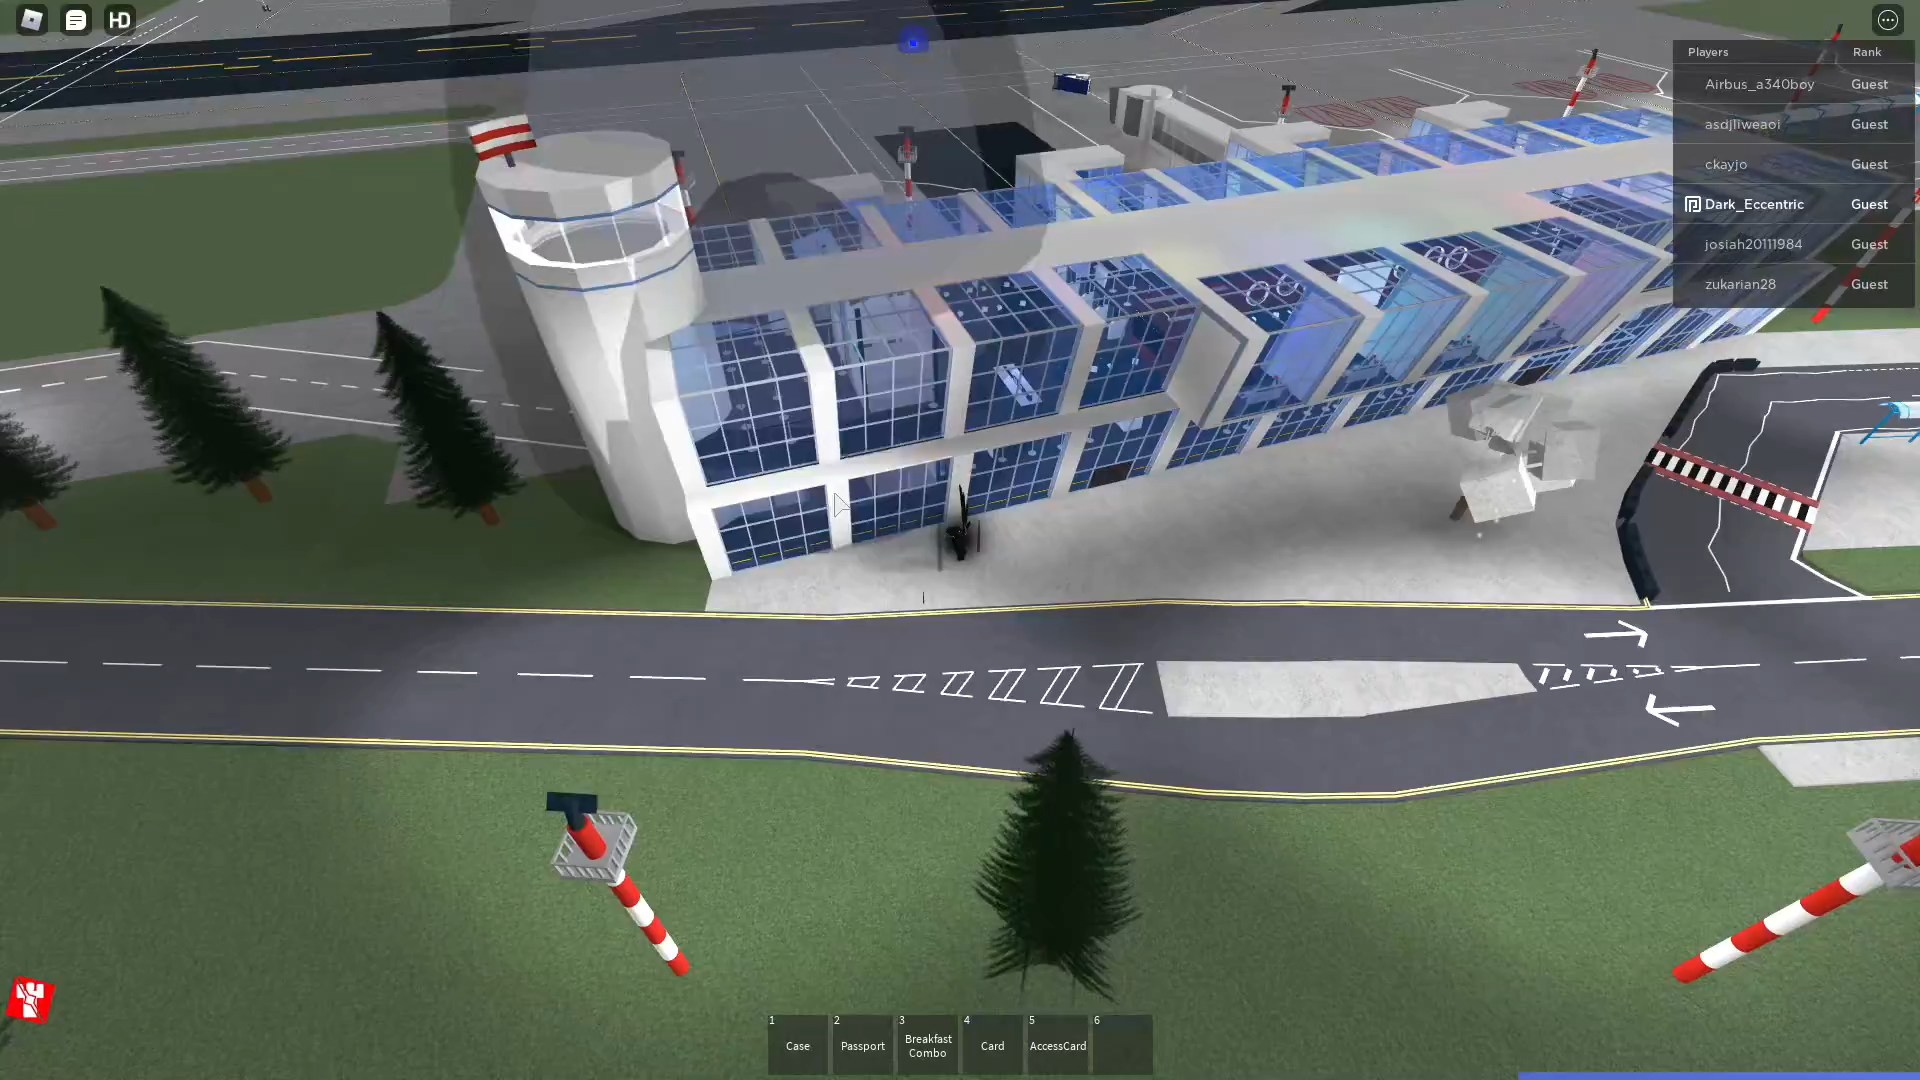 HD
Players Rank
Airbus_a340boy Guest
asdjliweaoi Guest
ckayjo Guest
Dark_Eccentric Guest
josiah20111984 Guest
zukarian28 Guest
1 2 3 4 5 6
Case Passport Breakfast Combo Card AccessCard